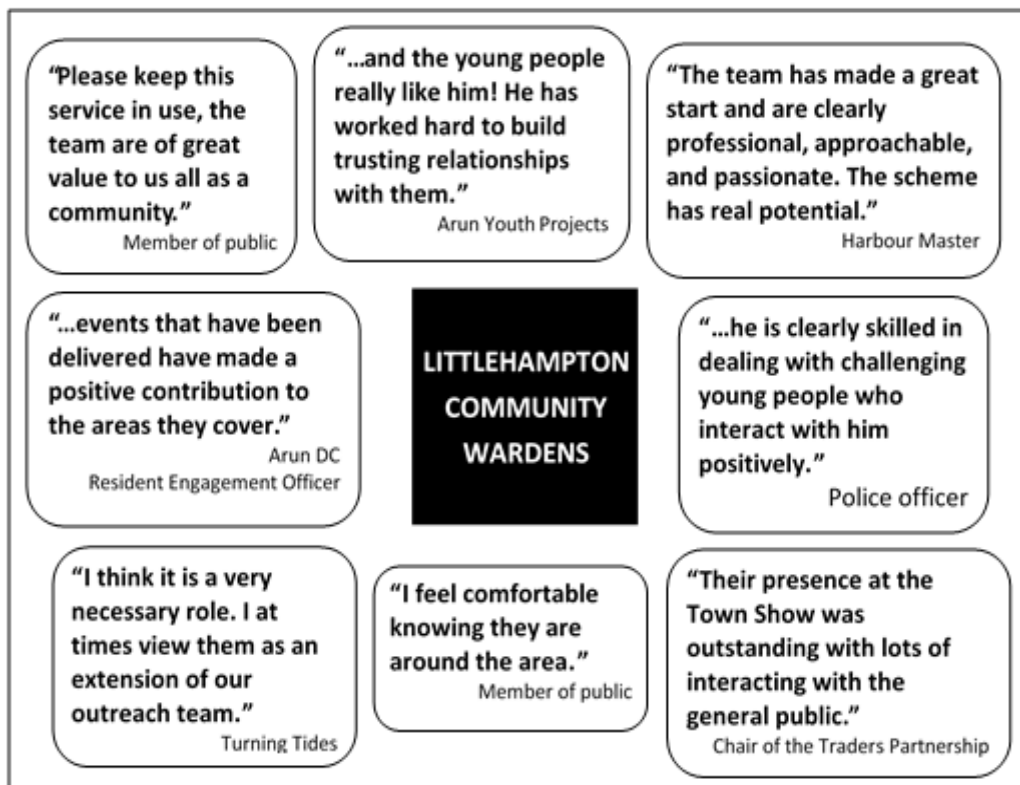 “Please keep this
service in use, the
team are of great
value to us all as a
community.”
Member of public
“…and the young people
really like him! He has
worked hard to build
trusting relationships
with them.”
Arun Youth Projects
“The team has made a great
start and are clearly
professional, approachable,
and passionate. The scheme
has real potential.”
Harbour Master
“…events that have been
delivered have made a
positive contribution to
the areas they cover.”
Arun DC
Resident Engagement Officer
LITTLEHAMPTON
COMMUNITY
WARDENS
“…he is clearly skilled in
dealing with challenging
young people who
interact with him
positively.”
Police officer
“I think it is a very
necessary role. I at
times view them as an
extension of our
outreach team.”
Turning Tides
“I feel comfortable
knowing they are
around the area.”
Member of public
“Their presence at the
Town Show was
outstanding with lots of
interacting with the
general public.”
Chair of the Traders Partnership